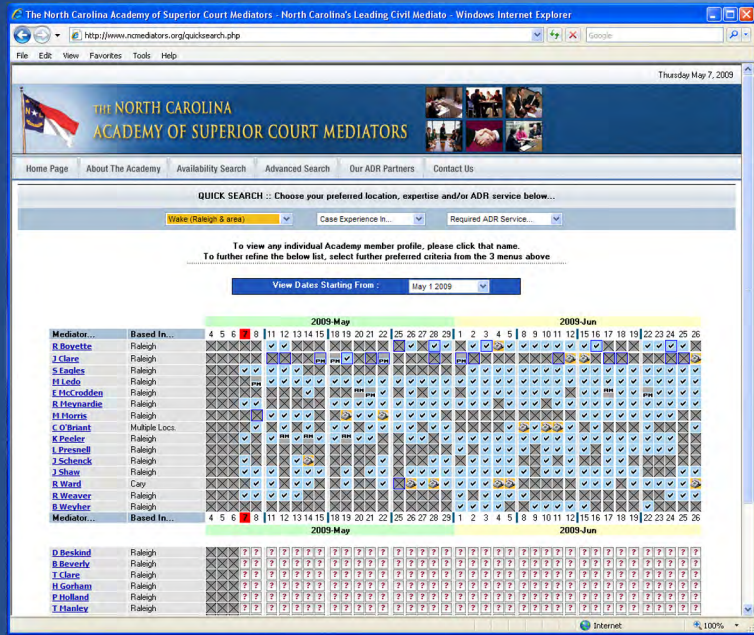 The North Carolina Academy of Superior Court Mediators - North Carolina's Leading Civil Mediato - Windows Internet Explorer
http://www.ncmediators.org/quicksearch.php
Google
File Edit View Favorites Tools Help
Thursday May 7, 2009
THE NORTH CAROLINA
ACADEMY OF SUPERIOR COURT MEDIATORS
Home Page About The Academy Availability Search Advanced Search Our ADR Partners Contact Us
QUICK SEARCH :: Choose your preferred location, expertise and/or ADR service below...
Wake (Raleigh & area) Case Experience In... Required ADR Service...
To view any individual Academy member profile, please click that name.
To further refine the below list, select further preferred criteria from the 3 menus above
View Dates Starting From : May 1 2009
2009-May 2009-Jun
Mediator... Based In... 4 5 6 7 8 11 12 13 14 15 18 19 20 21 22 25 26 27 28 29 1 2 3 4 5 8 9 10 11 12 15 16 17 18 19 22 23 24 25 26
R Boyette Raleigh
J Clare Raleigh PM PM PM PM
S Eagles Raleigh
M Ledo Raleigh PM
E McCrodden Raleigh AM PM AM PM
R Meynardie Raleigh
M Morris Raleigh
C O'Briant Multiple Locs.
K Peeler Raleigh AM AM AM
L Presnell Raleigh
J Schenck Raleigh
J Shaw Raleigh
R Ward Cary
R Weaver Raleigh
B Weyher Raleigh
Mediator... Based In... 4 5 6 7 8 11 12 13 14 15 18 19 20 21 22 25 26 27 28 29 1 2 3 4 5 8 9 10 11 12 15 16 17 18 19 22 23 24 25 26
2009-May 2009-Jun
D Beskind Raleigh ? ? ? ? ? ? ? ? ? ? ? ? ? ? ? ? ? ? ? ? ? ? ? ? ? ? ? ? ? ? ? ? ? ? ? ? ?
B Beverly Raleigh ? ? ? ? ? ? ? ? ? ? ? ? ? ? ? ? ? ? ? ? ? ? ? ? ? ? ? ? ? ? ? ? ? ? ? ? ?
T Clare Raleigh ? ? ? ? ? ? ? ? ? ? ? ? ? ? ? ? ? ? ? ? ? ? ? ? ? ? ? ? ? ? ? ? ? ? ? ? ?
H Gorham Raleigh ? ? ? ? ? ? ? ? ? ? ? ? ? ? ? ? ? ? ? ? ? ? ? ? ? ? ? ? ? ? ? ? ? ? ? ? ?
P Holland Raleigh ? ? ? ? ? ? ? ? ? ? ? ? ? ? ? ? ? ? ? ? ? ? ? ? ? ? ? ? ? ? ? ? ? ? ? ? ?
T Manley Raleigh ? ? ? ? ? ? ? ? ? ? ? ? ? ? ? ? ? ? ? ? ? ? ? ? ? ? ? ? ? ? ? ? ? ? ? ? ?
Internet 100%